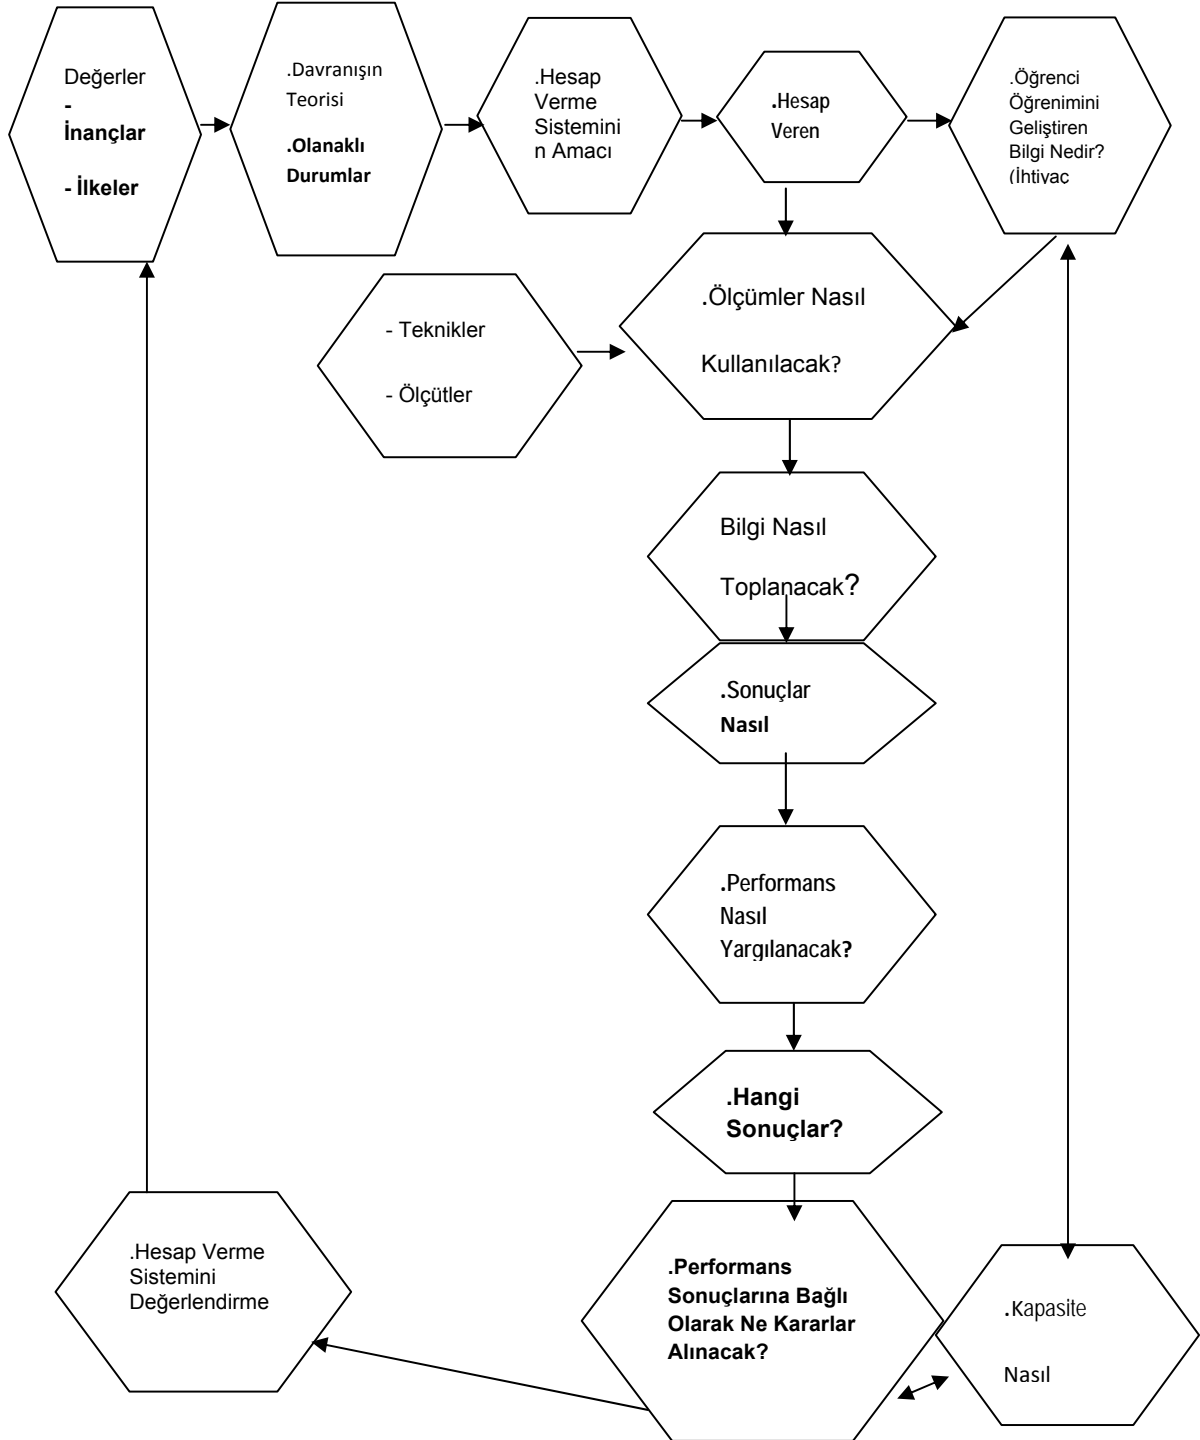 Değerler
-
İnançlar
- İlkeler
.Davranışın
Teorisi
.Olanaklı
Durumlar
.Hesap
Verme
Sistemini
n Amacı
.Hesap
Veren
.Öğrenci
Öğrenimini
Geliştiren
Bilgi Nedir?
(İhtiyaç
- Teknikler
- Ölçütler
.Ölçümler Nasıl
Kullanılacak?
Bilgi Nasıl
Toplanacak?
.Sonuçlar
Nasıl
.Performans
Nasıl
Yargılanacak?
.Hangi
Sonuçlar?
.Performans
Sonuçlarına Bağlı
Olarak Ne Kararlar
Alınacak?
.Hesap Verme
Sistemini
Değerlendirme
.Kapasite
Nasıl